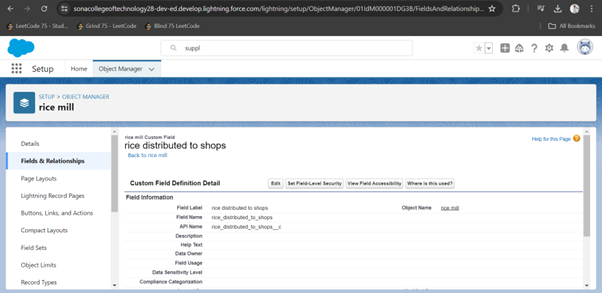 sonacollegeoftechnology28-dev-ed.develop.lightning.force.com/lightning/setup/ObjectManager/01IdM000001DG38/FieldsAndRelationship...
LeetCode 75 - Stud...
Grind 75 — LeetCode
Blind 75 LeetCode
All Bookmarks
suppl
Setup
Home
Object Manager
SETUP > OBJECT MANAGER
rice mill
Details
Fields & Relationships
Page Layouts
Lightning Record Pages
Buttons, Links, and Actions
Compact Layouts
Field Sets
Object Limits
Record Types
rice mill Custom Field
rice distributed to shops
Back to rice mill
Help for this Page
Custom Field Definition Detail
Edit
Set Field-Level Security
View Field Accessibility
Where is this used?
Field Information
Field Label rice distributed to shops
Object Name rice mill
Field Name rice_distributed_to_shops
API Name rice_distributed_to_shops__c
Description
Help Text
Data Owner
Field Usage
Data Sensitivity Level
Compliance Categorization